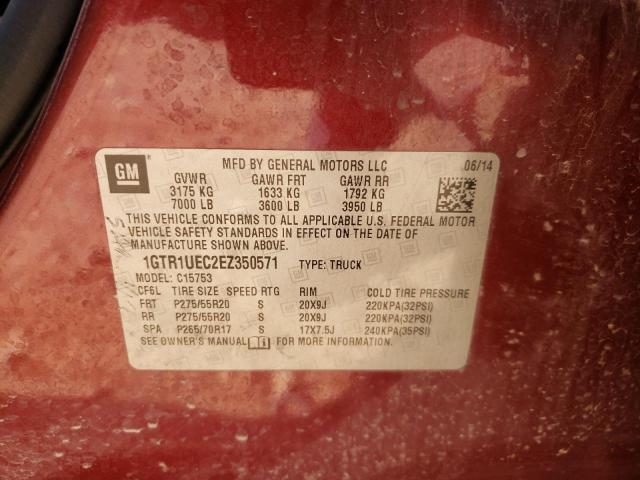 GM
MFD BY GENERAL MOTORS LLC 06/14
GVWR GAWR FRT GAWR RR
3175 KG 1633 KG 1792 KG
7000 LB 3600 LB 3950 LB
THIS VEHICLE CONFORMS TO ALL APPLICABLE U.S. FEDERAL MOTOR
VEHICLE SAFETY STANDARDS IN EFFECT ON THE DATE OF
MANUFACTURE SHOWN ABOVE.
1GTR1UEC2EZ350571 TYPE: TRUCK
MODEL: C15753
CF6L TIRE SIZE SPEED RTG RIM COLD TIRE PRESSURE
FRT P275/55R20 S 20X9J 220KPA(32PSI)
RR P275/55R20 S 20X9J 220KPA(32PSI)
SPA P265/70R17 S 17X7.5J 240KPA(35PSI)
SEE OWNER'S MANUAL FOR MORE INFORMATION